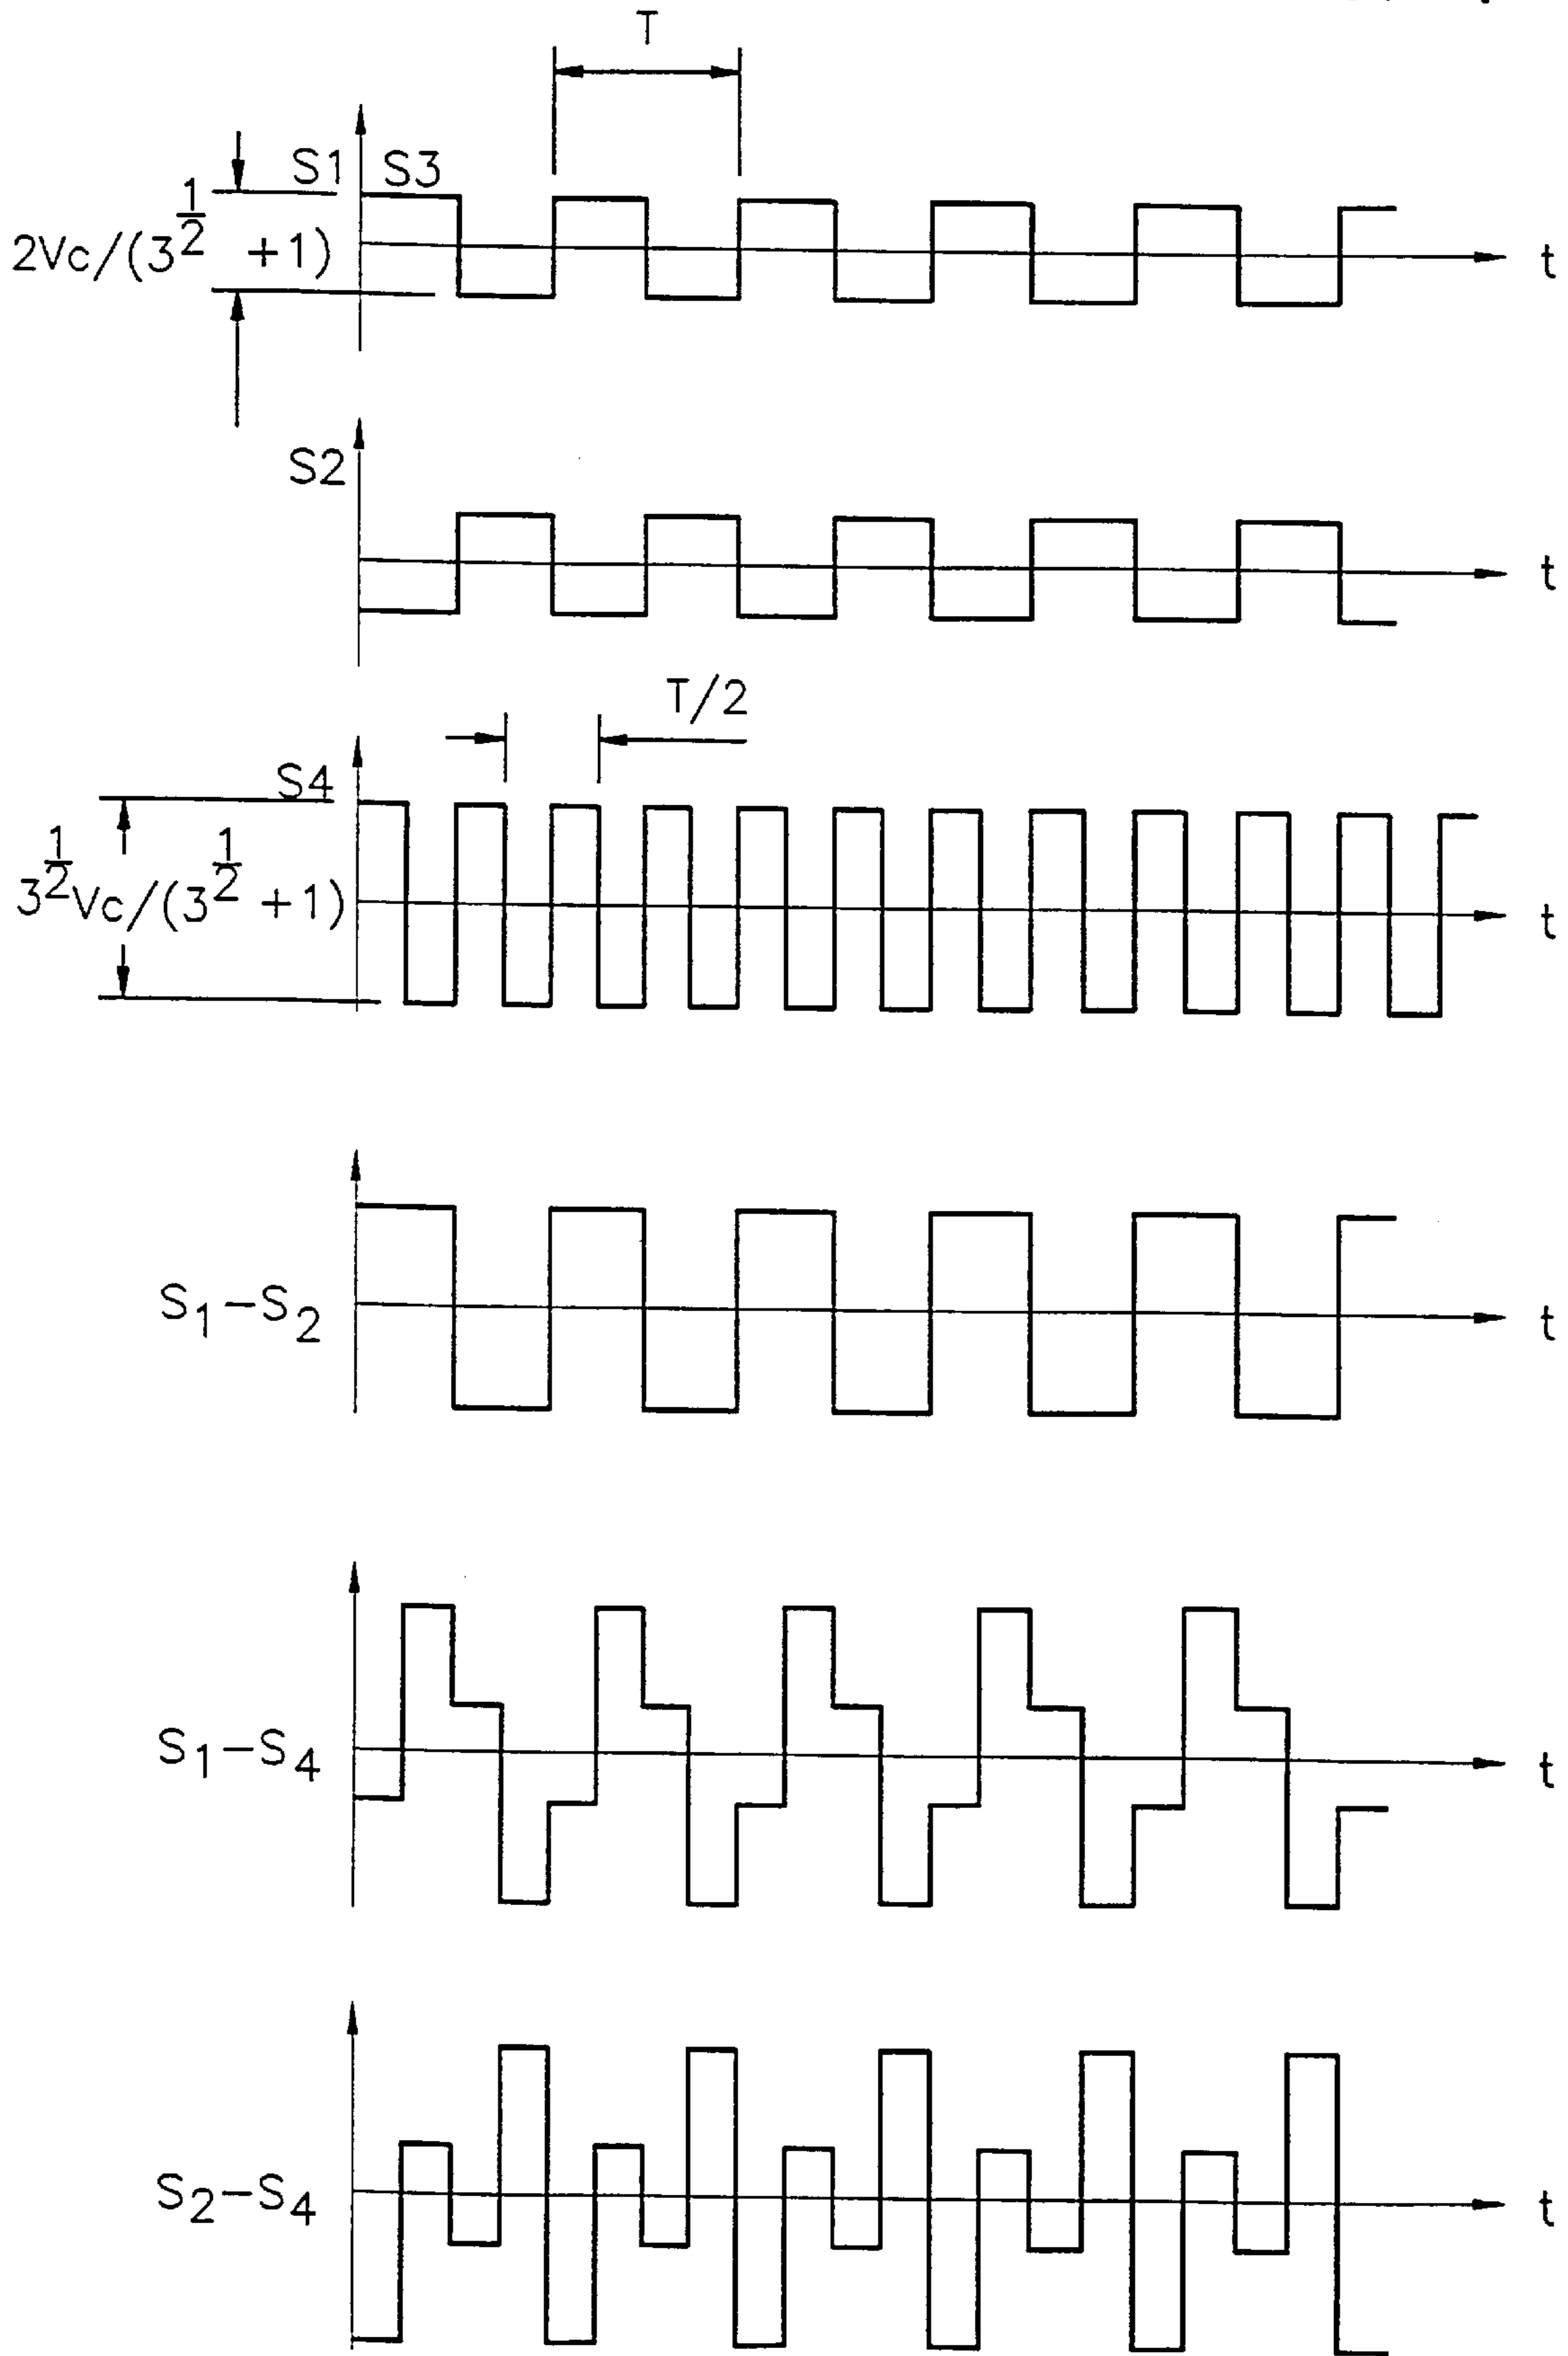 T
S1 S3
2Vc/(3^{1/2} +1)
t
S2
t
T/2
S4
3^{1/2}Vc/(3^{1/2} +1)
t
S₁−S₂
t
S₁−S₄
t
S₂−S₄
t